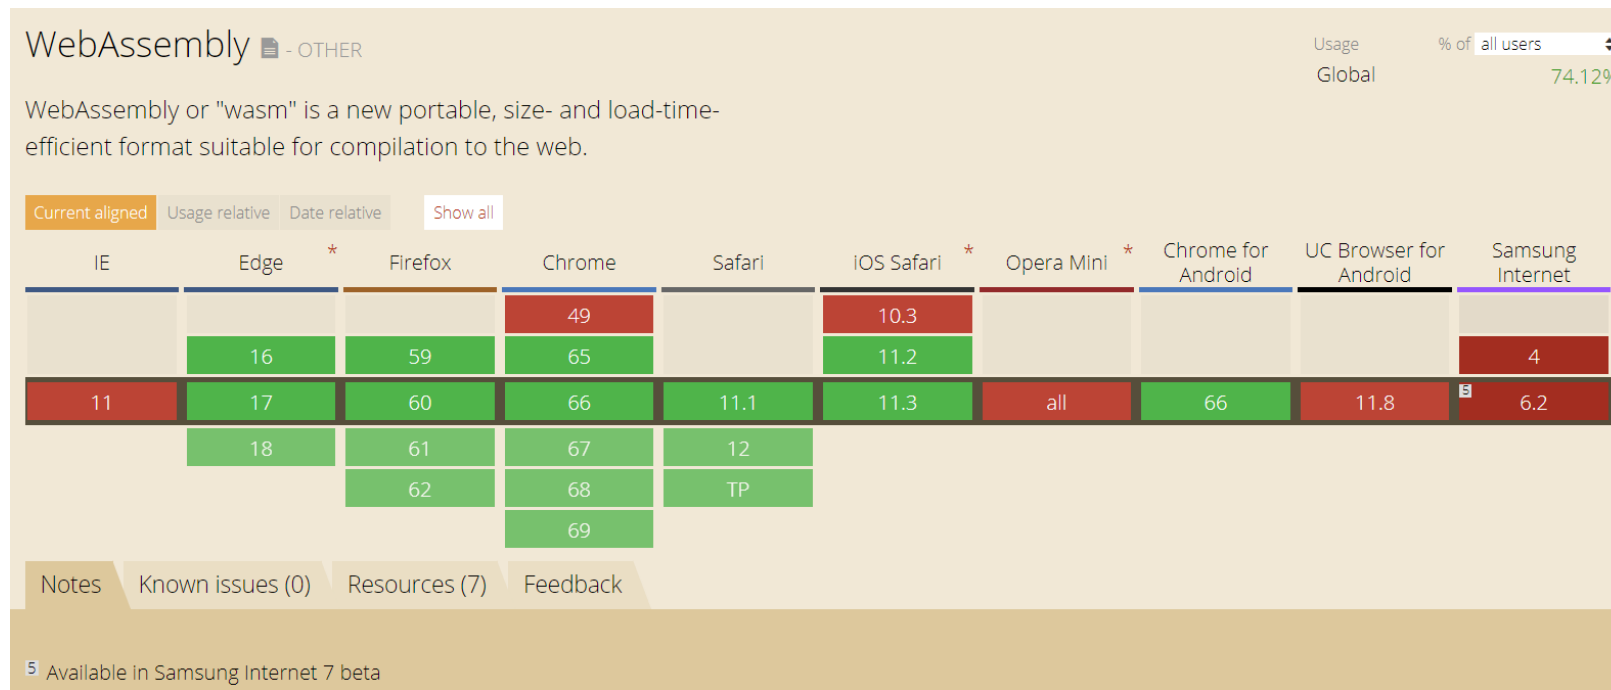 WebAssembly - OTHER
Usage % of all users
Global 74.12%
WebAssembly or "wasm" is a new portable, size- and load-time-
efficient format suitable for compilation to the web.
Current aligned Usage relative Date relative Show all
IE Edge * Firefox Chrome Safari iOS Safari * Opera Mini * Chrome for Android UC Browser for Android Samsung Internet
49 10.3
16 59 65 11.2 4
11 17 60 66 11.1 11.3 all 66 11.8 5 6.2
18 61 67 12
62 68 TP
69
Notes Known issues (0) Resources (7) Feedback
5 Available in Samsung Internet 7 beta